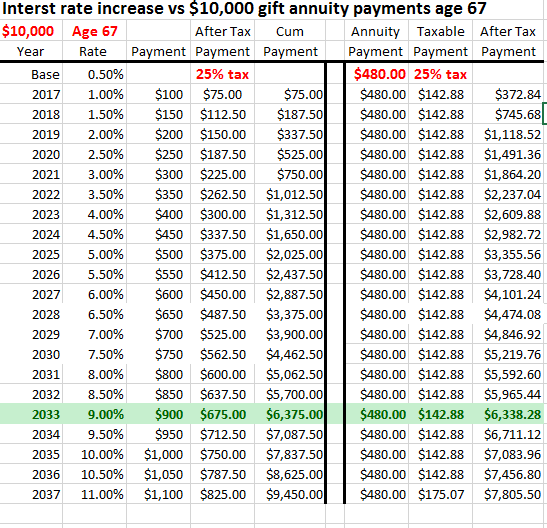 Interst rate increase vs $10,000 gift annuity payments age 67
$10,000 Age 67 After Tax Cum Annuity Taxable After Tax
Year Rate Payment Payment Payment Payment Payment Payment
Base 0.50% 25% tax $480.00 25% tax
2017 1.00% $100 $75.00 $75.00 $480.00 $142.88 $372.84
2018 1.50% $150 $112.50 $187.50 $480.00 $142.88 $745.68
2019 2.00% $200 $150.00 $337.50 $480.00 $142.88 $1,118.52
2020 2.50% $250 $187.50 $525.00 $480.00 $142.88 $1,491.36
2021 3.00% $300 $225.00 $750.00 $480.00 $142.88 $1,864.20
2022 3.50% $350 $262.50 $1,012.50 $480.00 $142.88 $2,237.04
2023 4.00% $400 $300.00 $1,312.50 $480.00 $142.88 $2,609.88
2024 4.50% $450 $337.50 $1,650.00 $480.00 $142.88 $2,982.72
2025 5.00% $500 $375.00 $2,025.00 $480.00 $142.88 $3,355.56
2026 5.50% $550 $412.50 $2,437.50 $480.00 $142.88 $3,728.40
2027 6.00% $600 $450.00 $2,887.50 $480.00 $142.88 $4,101.24
2028 6.50% $650 $487.50 $3,375.00 $480.00 $142.88 $4,474.08
2029 7.00% $700 $525.00 $3,900.00 $480.00 $142.88 $4,846.92
2030 7.50% $750 $562.50 $4,462.50 $480.00 $142.88 $5,219.76
2031 8.00% $800 $600.00 $5,062.50 $480.00 $142.88 $5,592.60
2032 8.50% $850 $637.50 $5,700.00 $480.00 $142.88 $5,965.44
2033 9.00% $900 $675.00 $6,375.00 $480.00 $142.88 $6,338.28
2034 9.50% $950 $712.50 $7,087.50 $480.00 $142.88 $6,711.12
2035 10.00% $1,000 $750.00 $7,837.50 $480.00 $142.88 $7,083.96
2036 10.50% $1,050 $787.50 $8,625.00 $480.00 $142.88 $7,456.80
2037 11.00% $1,100 $825.00 $9,450.00 $480.00 $175.07 $7,805.50